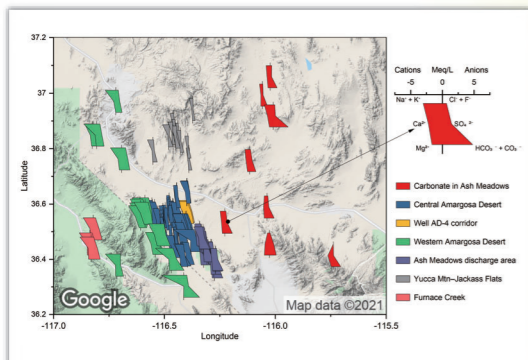 37.2
37
36.8
36.6
36.4
36.2
Latitude
-117.0
-116.5
-116.0
-115.5
Longitude
Google
Map data ©2021
Cations Meq/L Anions
-5 0 5
Na⁺ + K⁺ Cl⁻ + F⁻
Ca²⁺ SO₄ ²⁻
Mg²⁺ HCO₃ ⁻ + CO₃ ⁻
Carbonate in Ash Meadows
Central Amargosa Desert
Well AD-4 corridor
Western Amargosa Desert
Ash Meadows discharge area
Yucca Mtn–Jackass Flats
Furnace Creek